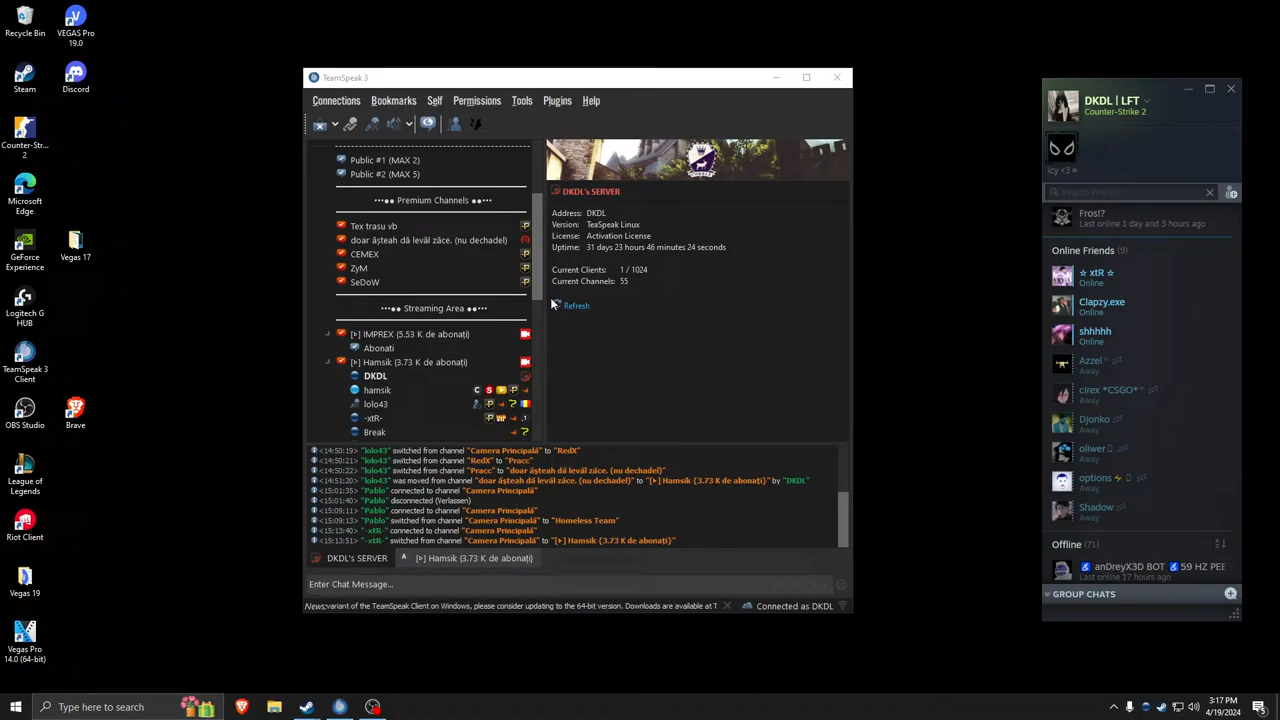 Recycle Bin
VEGAS Pro
19.0
Steam
Discord
Counter-Str...
2
Microsoft
Edge
GeForce
Experience
Vegas 17
Logitech G
HUB
TeamSpeak 3
Client
OBS Studio
Brave
League of
Legends
Riot Client
Vegas 19
Vegas Pro
14.0 (64-bit)
TeamSpeak 3
Connections Bookmarks Self Permissions Tools Plugins Help
Public #1 (MAX 2)
Public #2 (MAX 5)
•••●● Premium Channels ●●•••
Tex trasu vb
doar ăşteah dă levăl zăce. (nu dechadel)
CEMEX
ZyM
SeDoW
•••●● Streaming Area ●●•••
[▸] IMPREX {5.53 K de abonați}
Abonati
[▸] Hamsik {3.73 K de abonați}
DKDL
hamsik
lolo43
-xtR-
Break
DKDL's SERVER
Address: DKDL
Version: TeaSpeak Linux
License: Activation License
Uptime: 31 days 23 hours 46 minutes 24 seconds
Current Clients: 1 / 1024
Current Channels: 55
Refresh
<14:50:19> "lolo43" switched from channel "Camera Principală" to "RedX"
<14:50:21> "lolo43" switched from channel "RedX" to "Pracc"
<14:50:22> "lolo43" switched from channel "Pracc" to "doar ăşteah dă levăl zăce. (nu dechadel)"
<14:51:20> "lolo43" was moved from channel "doar ăşteah dă levăl zăce. (nu dechadel)" to "[▸] Hamsik {3.73 K de abonați}" by "DKDL"
<15:01:35> "Pablo" connected to channel "Camera Principală"
<15:01:40> "Pablo" disconnected (Verlassen)
<15:09:11> "Pablo" connected to channel "Camera Principală"
<15:09:13> "Pablo" switched from channel "Camera Principală" to "Homeless Team"
<15:13:40> "-xtR-" connected to channel "Camera Principală"
<15:13:51> "-xtR-" switched from channel "Camera Principală" to "[▸] Hamsik {3.73 K de abonați}"
DKDL's SERVER
[▸] Hamsik {3.73 K de abonați}
Enter Chat Message...
News: variant of the TeamSpeak Client on Windows, please consider updating to the 64-bit version. Downloads are available at T
Connected as DKDL
DKDL | LFT
Counter-Strike 2
Icy <3
Search Friends
Fros!?
Last online 1 day and 3 hours ago
Online Friends (9)
☆ xtR ☆
Online
Clapzy.exe
Online
shhhhh
Online
Azzel
Away
cirex *CSGO*
Away
Djonko
Away
oliwer
Away
options
Away
Shadow
Away
Offline (71)
anDreyX3D BOT 59 HZ PEE
Last online 17 hours ago
GROUP CHATS
Type here to search
3:17 PM
4/19/2024
5